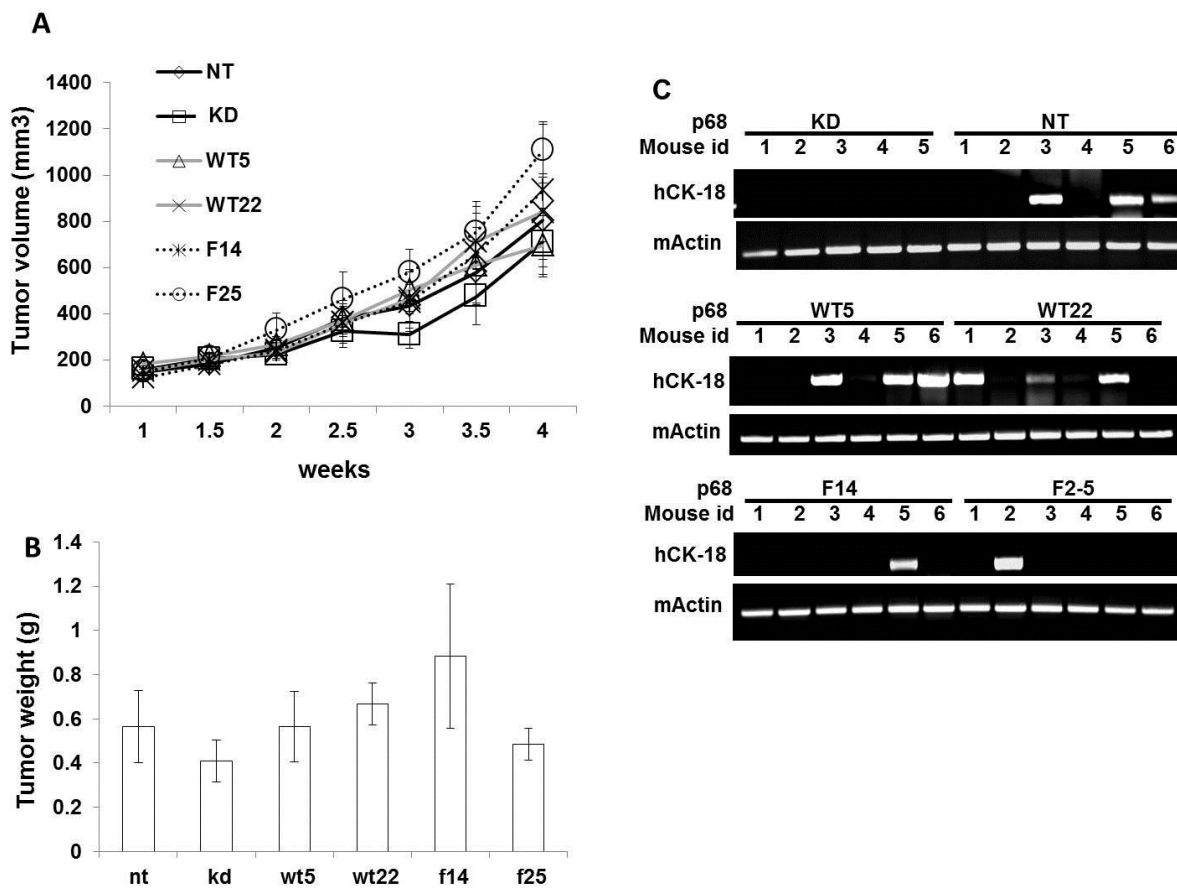 A
NT
KD
WT5
WT22
F14
F25
Tumor volume (mm3)
1400
1200
1000
800
600
400
200
0
1 1.5 2 2.5 3 3.5 4
weeks
B
Tumor weight (g)
1.4
1.2
1
0.8
0.6
0.4
0.2
0
nt kd wt5 wt22 f14 f25
C
p68 KD NT
Mouse id 1 2 3 4 5 1 2 3 4 5 6
hCK-18
mActin
p68 WT5 WT22
Mouse id 1 2 3 4 5 6 1 2 3 4 5 6
hCK-18
mActin
p68 F14 F2-5
Mouse id 1 2 3 4 5 6 1 2 3 4 5 6
hCK-18
mActin